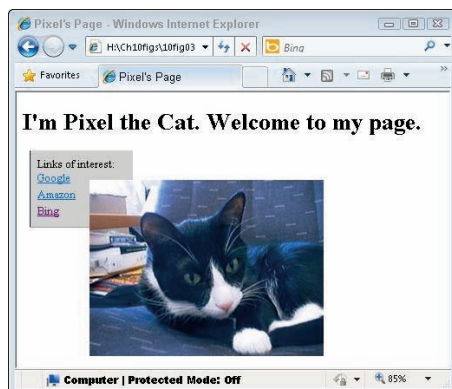 Pixel's Page - Windows Internet Explorer
H:\Ch10figs\10fig03
Bing
Favorites
Pixel's Page
I'm Pixel the Cat. Welcome to my page.
Links of interest:
Google
Amazon
Bing
Computer | Protected Mode: Off
85%